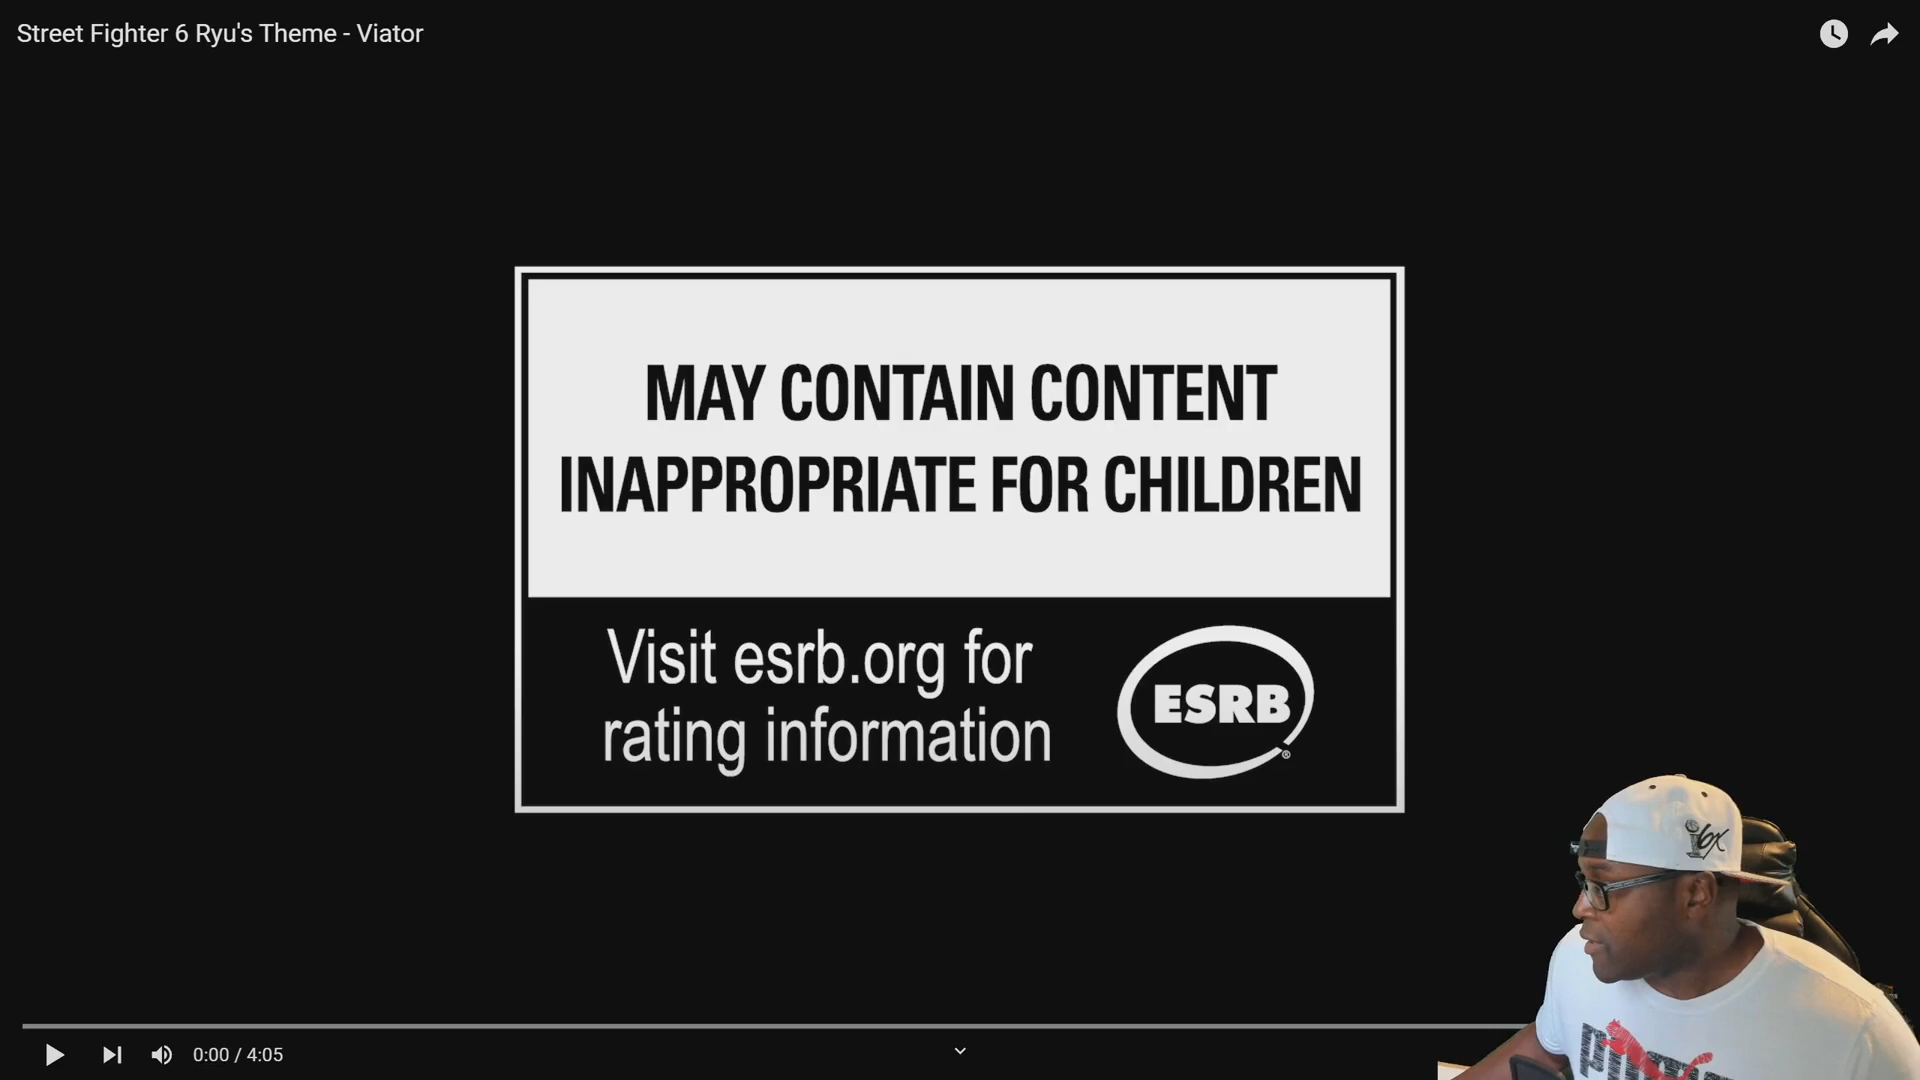 Street Fighter 6 Ryu's Theme - Viator
MAY CONTAIN CONTENT
INAPPROPRIATE FOR CHILDREN
Visit esrb.org for
rating information
ESRB
®
6X
0:00 / 4:05